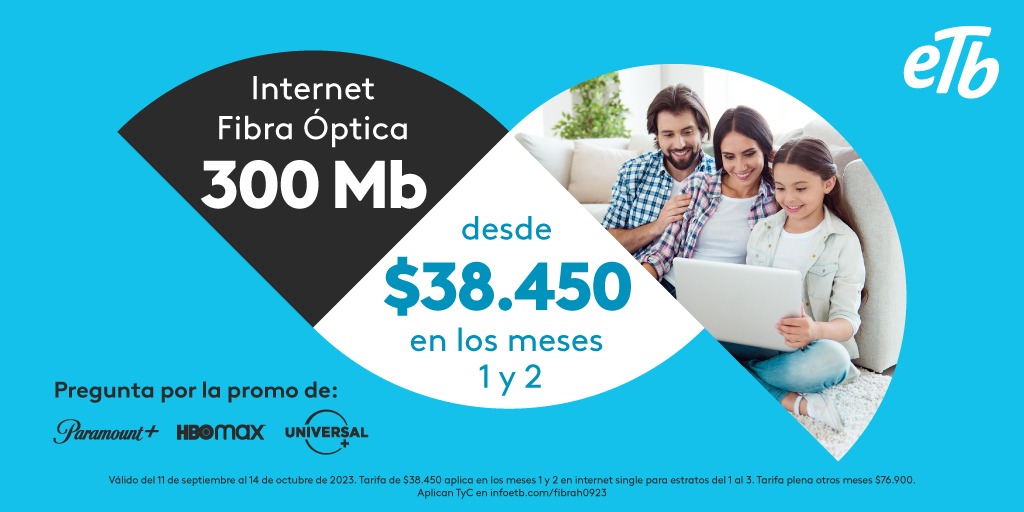 eTb
Internet
Fibra Óptica
300 Mb
desde
$38.450
en los meses
1 y 2
Pregunta por la promo de:
Paramount+
HBOMAX
UNIVERSAL+
Válido del 11 de septiembre al 14 de octubre de 2023. Tarifa de $38.450 aplica en los meses 1 y 2 en internet single para estratos del 1 al 3. Tarifa plena otros meses $76.900.
Aplican TyC en infoetb.com/fibrah0923